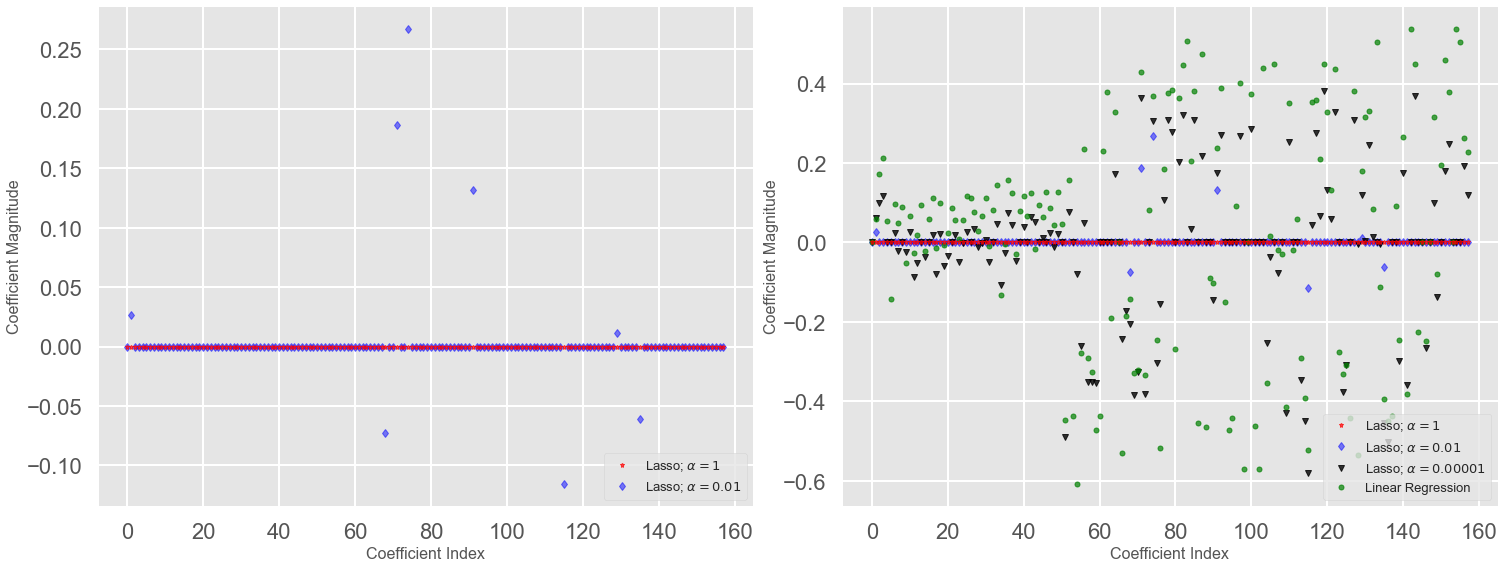 0.25
0.20
0.15
0.10
0.05
0.00
−0.05
−0.10
Coefficient Magnitude
0 20 40 60 80 100 120 140 160
Coefficient Index
Lasso; α = 1
Lasso; α = 0.01
0.4
0.2
0.0
−0.2
−0.4
−0.6
Coefficient Magnitude
0 20 40 60 80 100 120 140 160
Coefficient Index
Lasso; α = 1
Lasso; α = 0.01
Lasso; α = 0.00001
Linear Regression